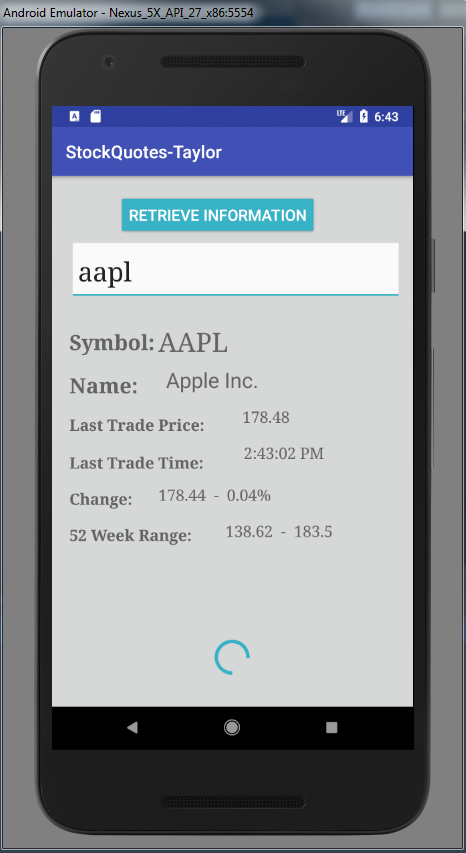 Android Emulator - Nexus_5X_API_27_x86:5554
A LTE 6:43
StockQuotes-Taylor
RETRIEVE INFORMATION
aapl
Symbol: AAPL
Name: Apple Inc.
Last Trade Price: 178.48
Last Trade Time: 2:43:02 PM
Change: 178.44 - 0.04%
52 Week Range: 138.62 - 183.5